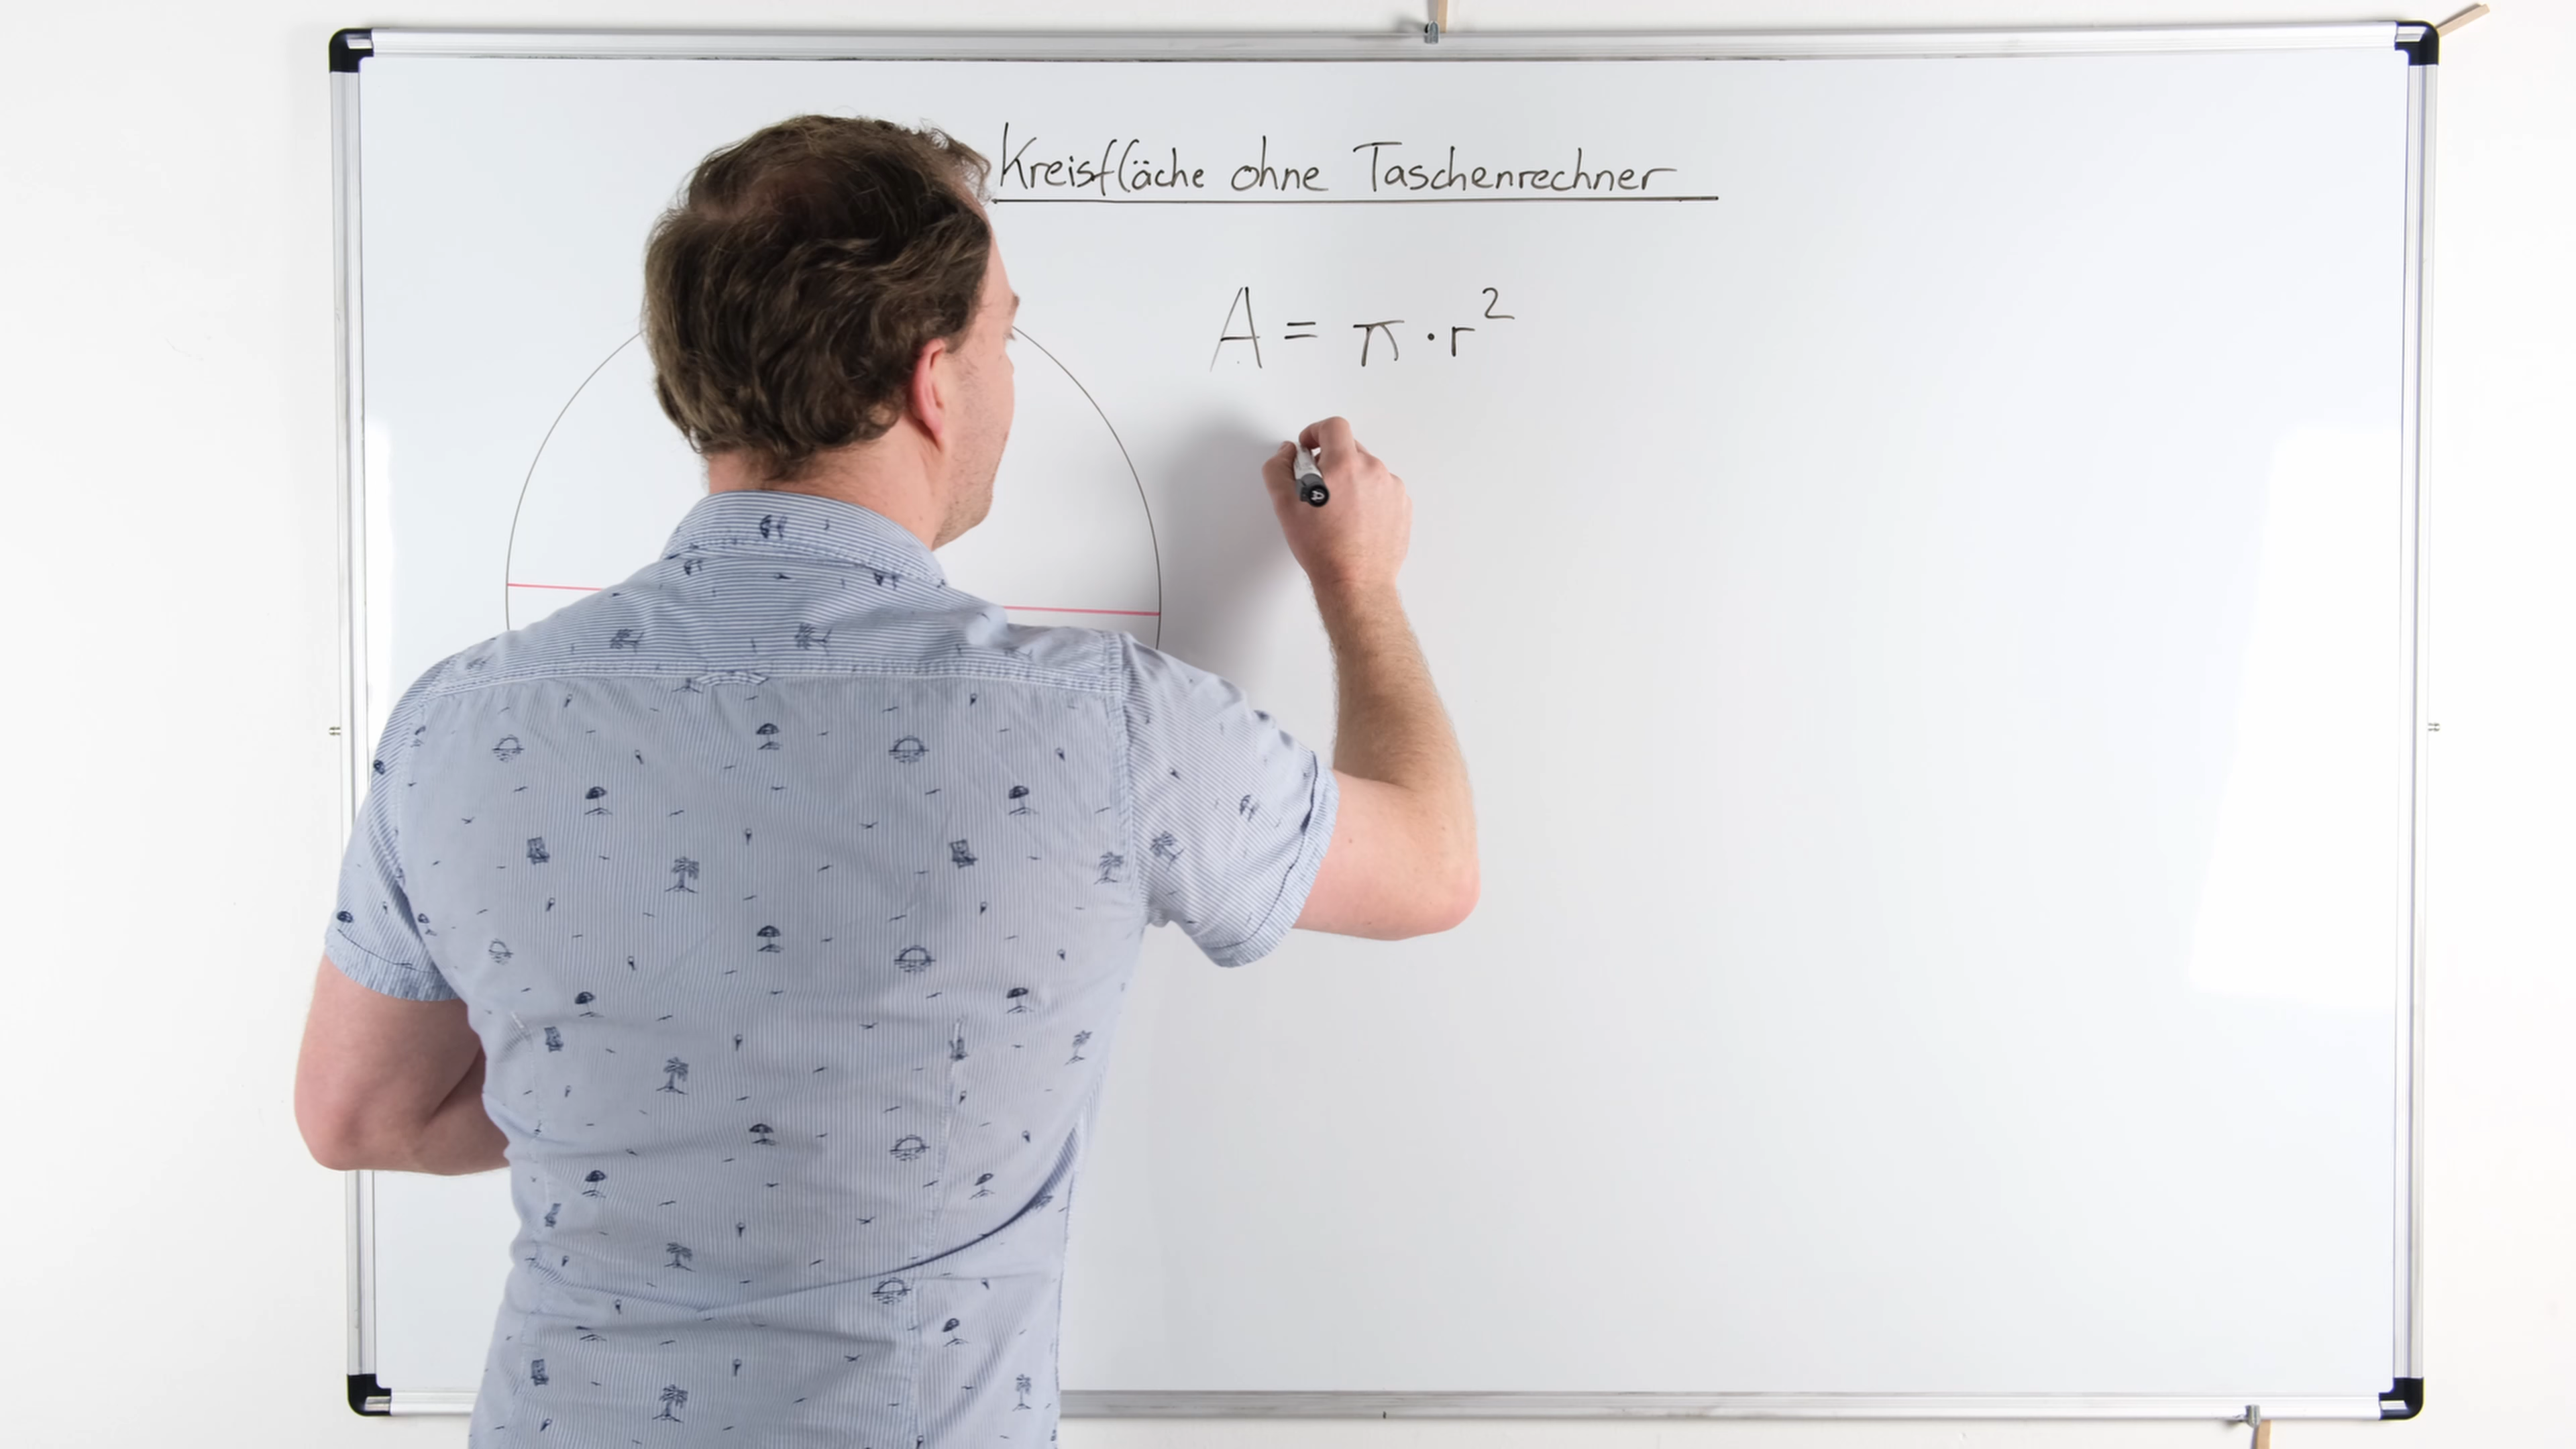 Kreisfläche ohne Taschenrechner
A = π · r²